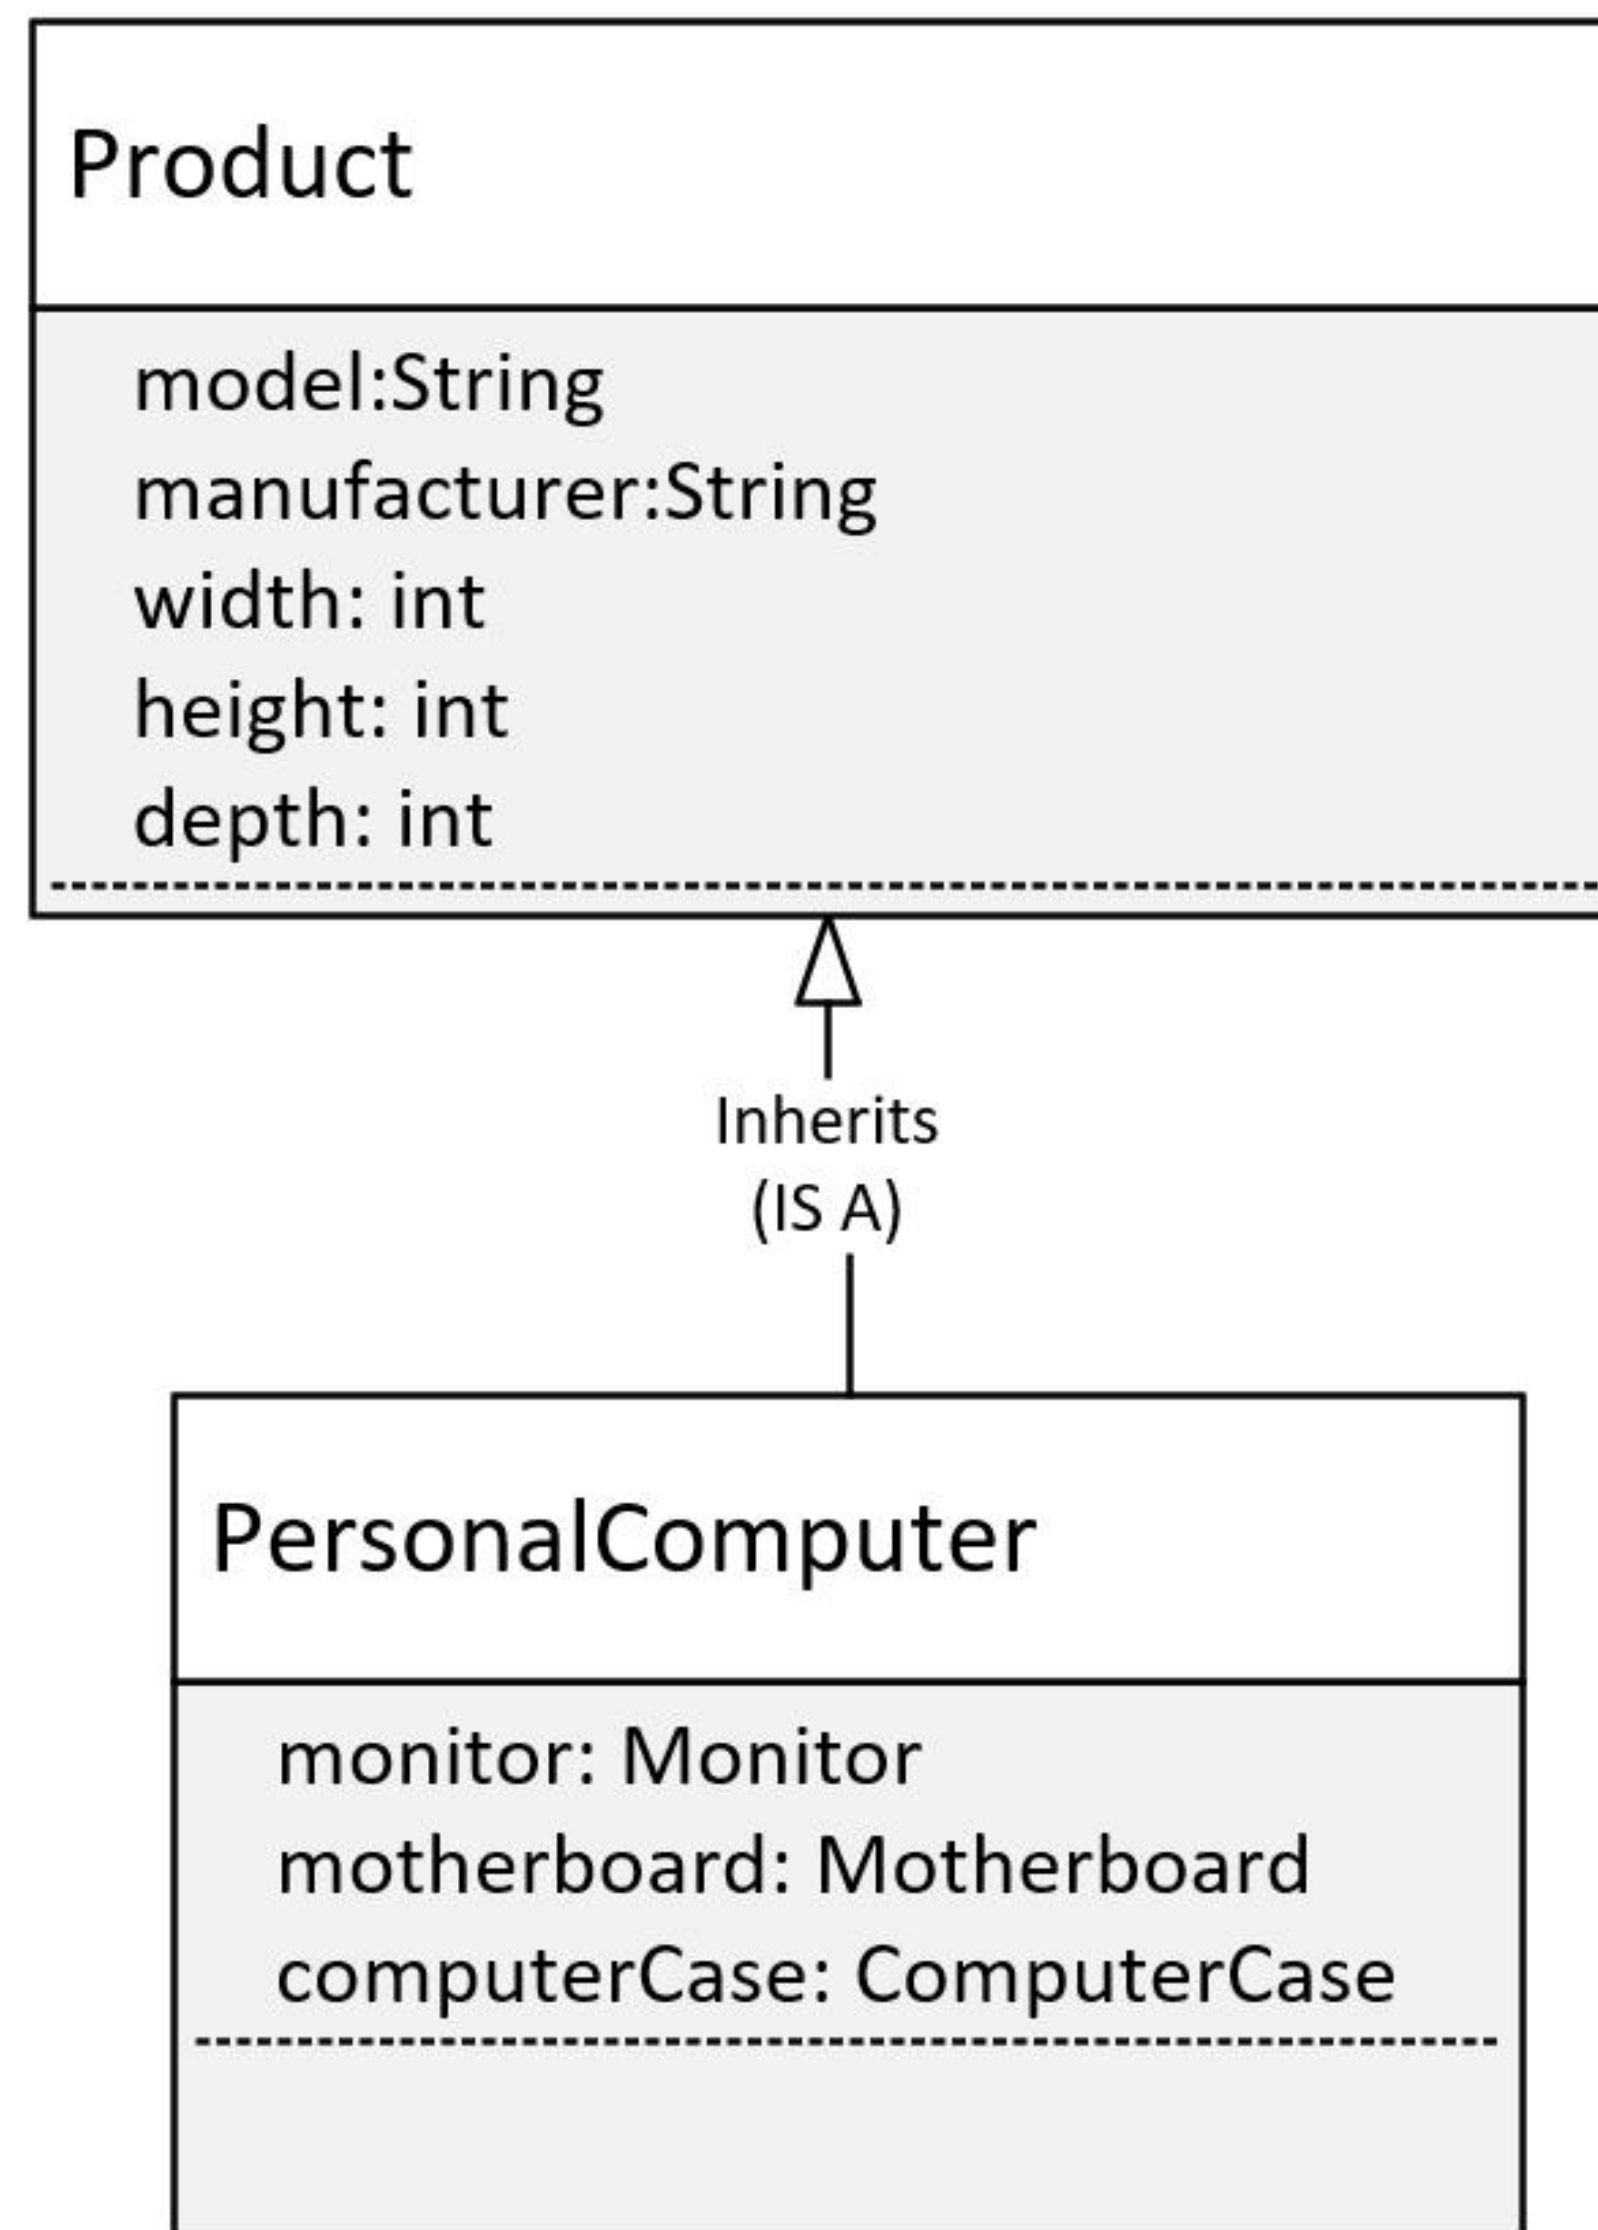 Product
model:String
manufacturer:String
width: int
height: int
depth: int
Inherits
(IS A)
PersonalComputer
monitor: Monitor
motherboard: Motherboard
computerCase: ComputerCase